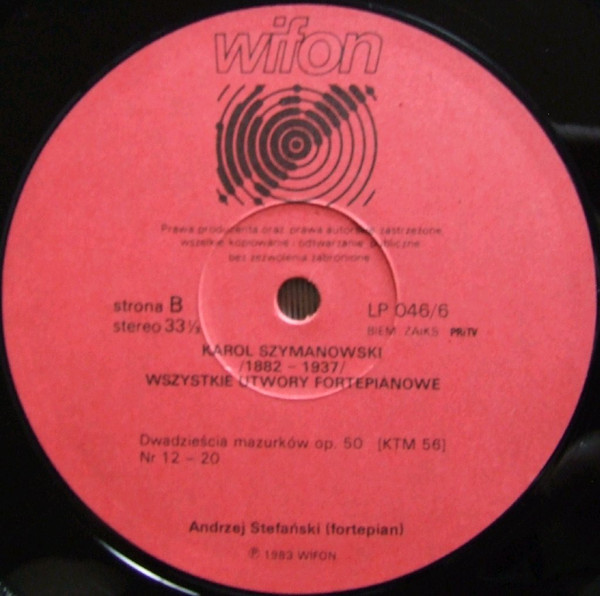 wifon
Prawa producenta oraz prawa autorskie zastrzeżone,
wszelkie kopiowanie - odtwarzanie publiczne
bez zezwolenia zabronione
strona B
LP 046/6
stereo 33⅓
BIEM ZAIKS PR/TV
KAROL SZYMANOWSKI
/1882 - 1937/
WSZYSTKIE UTWORY FORTEPIANOWE
Dwadzieścia mazurków op. 50 [KTM 56]
Nr 12 - 20
Andrzej Stefański (fortepian)
℗ 1983 WIFON